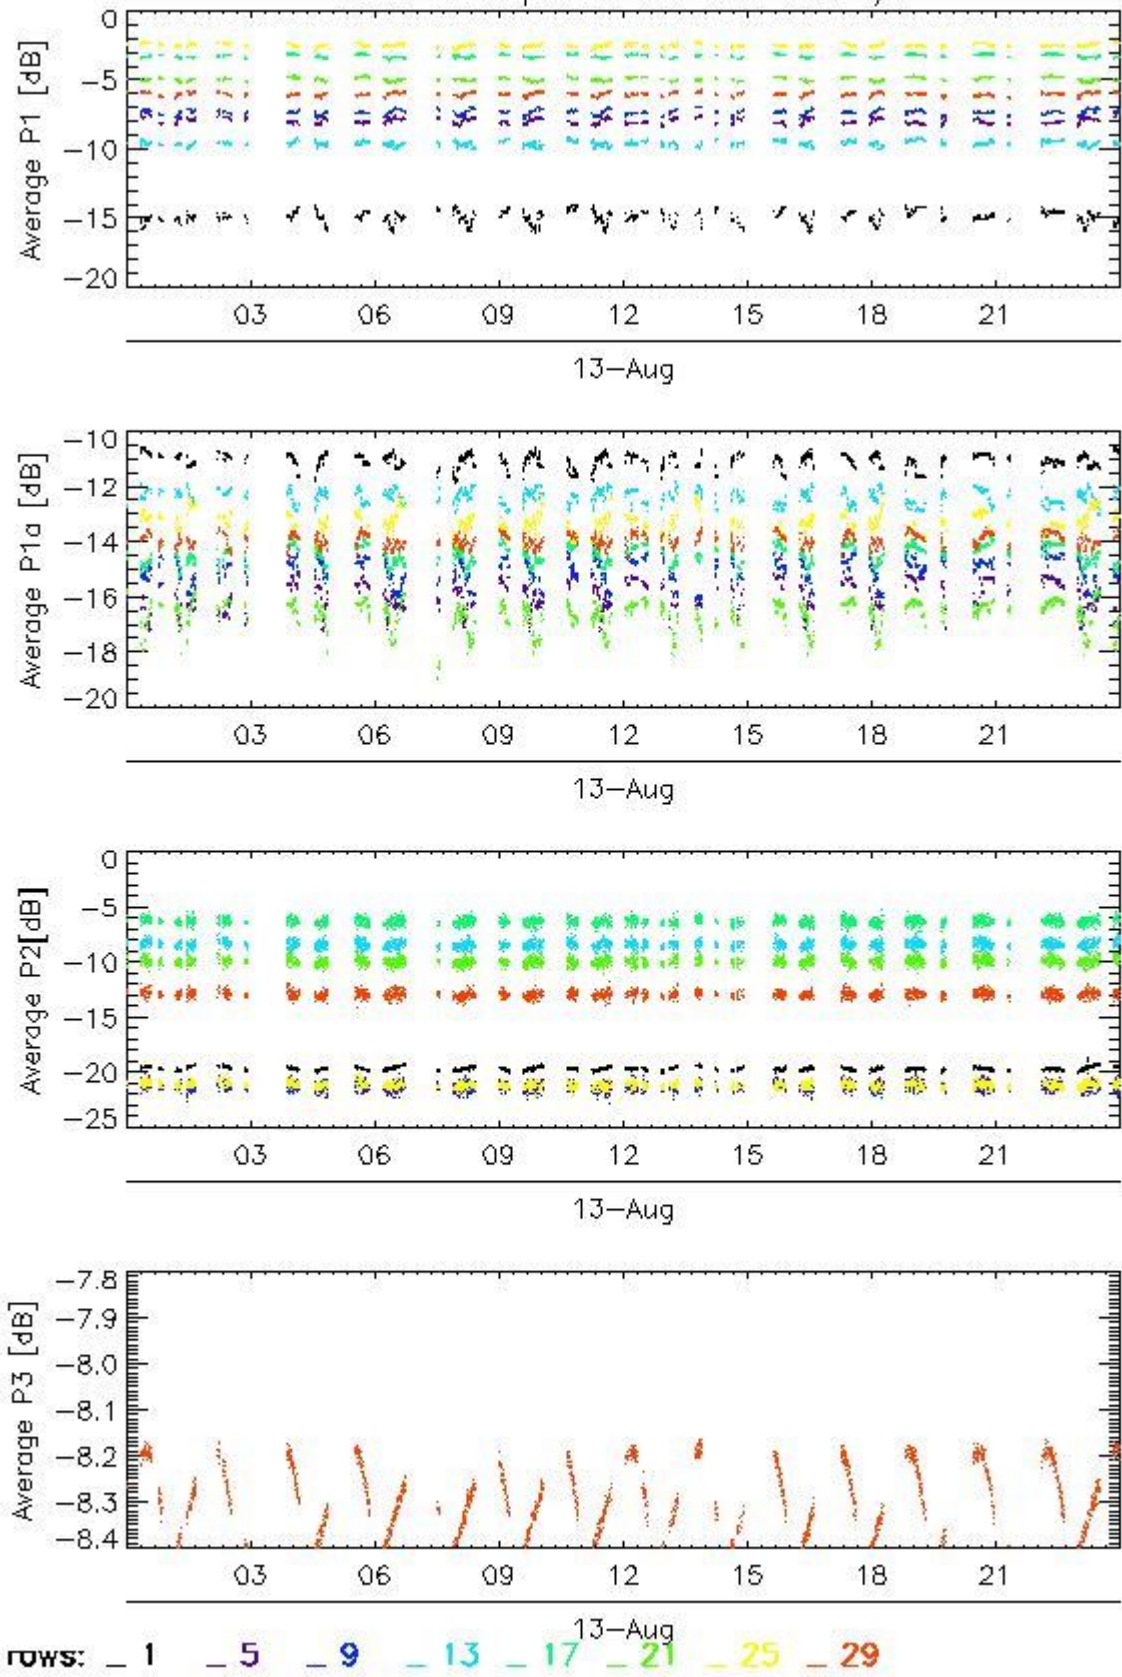 0
−5
−10
−15
−20
Average P1 [dB]
03 06 09 12 15 18 21
13−Aug
−10
−12
−14
−16
−18
−20
Average P1a [dB]
03 06 09 12 15 18 21
13−Aug
0
−5
−10
−15
−20
−25
Average P2[dB]
03 06 09 12 15 18 21
13−Aug
−7.8
−7.9
−8.0
−8.1
−8.2
−8.3
−8.4
Average P3 [dB]
03 06 09 12 15 18 21
13−Aug
rows: _ 1 _ 5 _ 9 _ 13 _ 17 _ 21 _ 25 _ 29